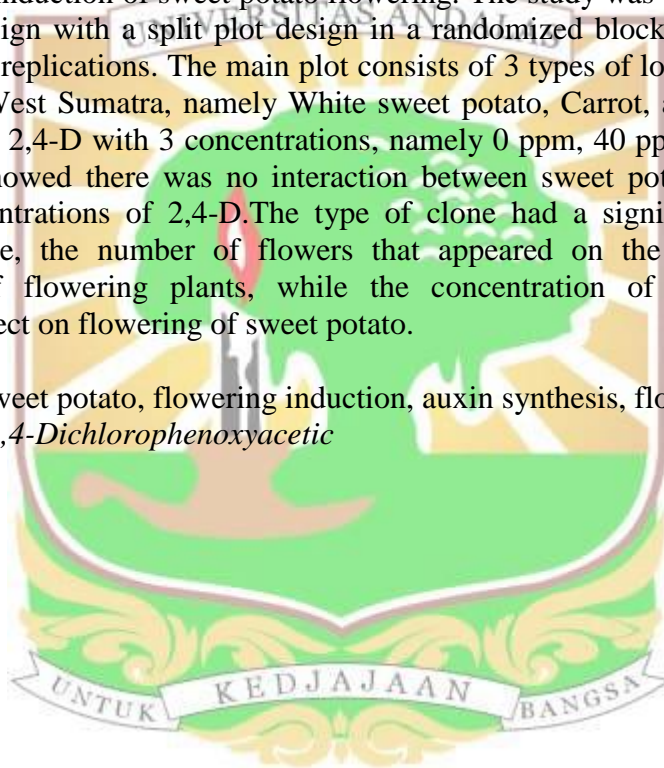 induction of sweet potato flowering. The study was
UNIVERSITAS ANDALAS
ign with a split plot design in a randomized block
replications. The main plot consists of 3 types of lo
West Sumatra, namely White sweet potato, Carrot, a
2,4-D with 3 concentrations, namely 0 ppm, 40 pp
howed there was no interaction between sweet pot
entrations of 2,4-D.The type of clone had a signi
e, the number of flowers that appeared on the
f flowering plants, while the concentration of
ect on flowering of sweet potato.
weet potato, flowering induction, auxin synthesis, flo
,4-Dichlorophenoxyacetic
UNTUK KEDJAJAAN BANGSA